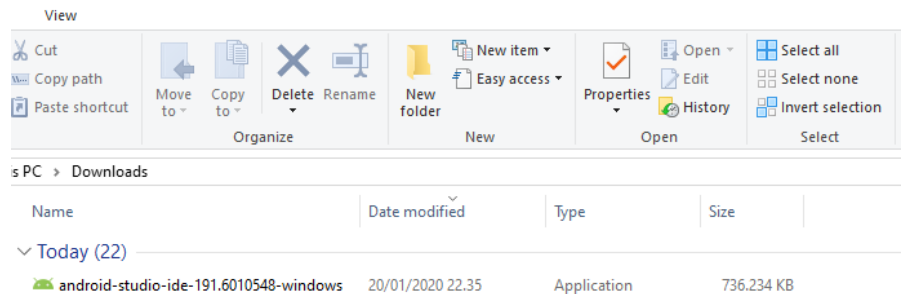 View
Cut
Copy path
Paste shortcut
Move to
Copy to
Delete
Rename
Organize
New folder
New item
Easy access
New
Properties
Open
Edit
History
Open
Select all
Select none
Invert selection
Select
is PC > Downloads
Name Date modified Type Size
Today (22)
android-studio-ide-191.6010548-windows 20/01/2020 22.35 Application 736.234 KB